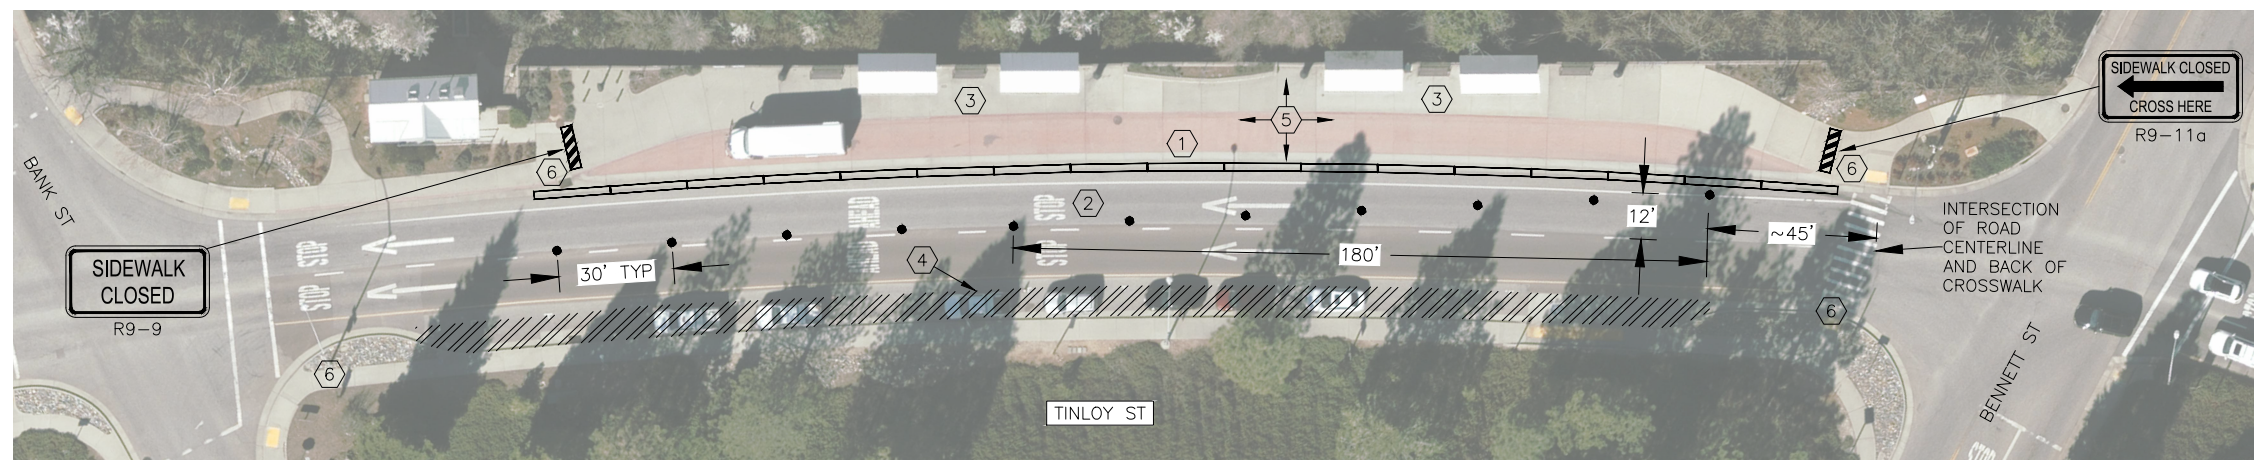 SIDEWALK CLOSED
CROSS HERE
R9-11a
3
3
5
1
BANK ST
6
6
2
STOP
AHEAD
STOP
AHEAD
STOP
STOP
STOP
12'
~45'
INTERSECTION
OF ROAD
CENTERLINE
AND BACK OF
CROSSWALK
SIDEWALK
CLOSED
R9-9
30' TYP
4
180'
6
6
TINLOY ST
BENNETT ST
STOP